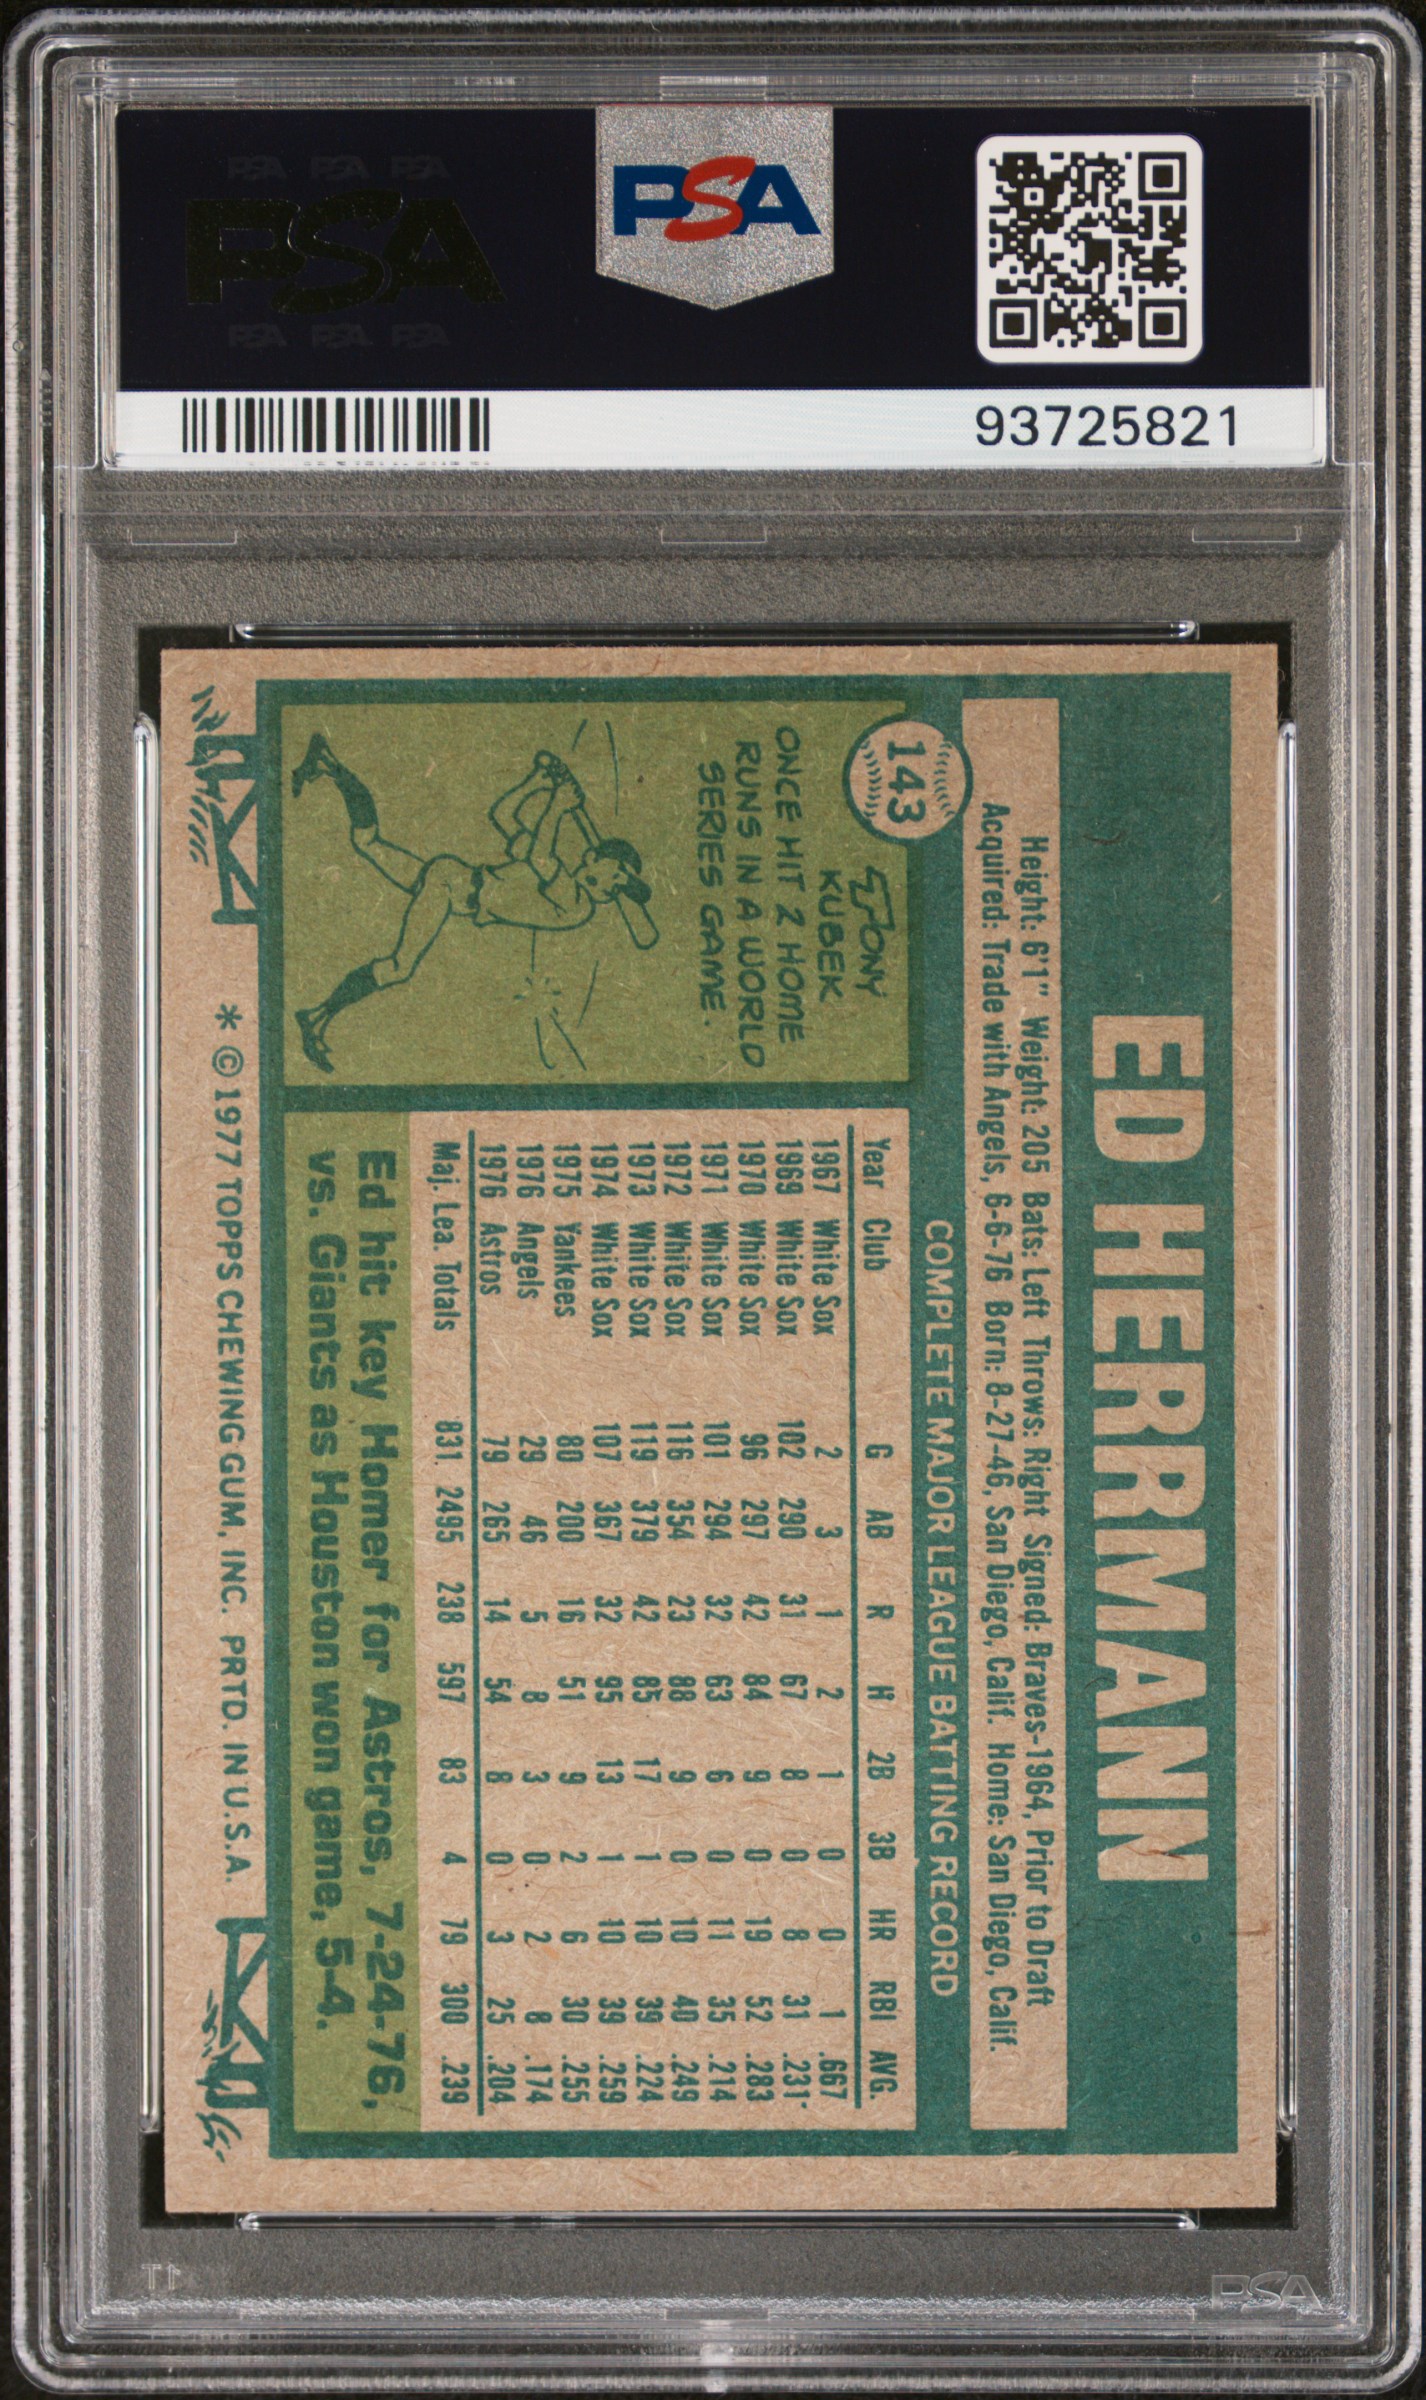 PSA PSA PSA
PSA
PSA PSA PSA
PSA
93725821
ED HERRMANN
Height: 6'1" Weight: 205 Bats: Left Throws: Right Signed: Braves-1964, Prior to Draft
Acquired: Trade with Angels, 6-6-76 Born: 8-27-46, San Diego, Calif. Home: San Diego, Calif.
143
TONY
KUBEK
ONCE HIT 2 HOME
RUNS IN A WORLD
SERIES GAME.
COMPLETE MAJOR LEAGUE BATTING RECORD
Year Club G AB R H 2B 3B HR RBI AVG.
1967 White Sox 2 3 1 2 1 0 0 1 .667
1969 White Sox 102 290 31 67 8 0 8 31 .231
1970 White Sox 96 297 42 84 9 0 19 52 .283
1971 White Sox 101 294 32 63 6 0 11 35 .214
1972 White Sox 116 354 23 88 9 0 10 40 .249
1973 White Sox 119 379 42 85 17 1 10 39 .224
1974 White Sox 107 367 32 95 13 1 10 39 .259
1975 Yankees 80 200 16 51 9 2 6 30 .255
1976 Angels 29 46 5 8 3 0 2 8 .174
1976 Astros 79 265 14 54 8 0 3 25 .204
Maj. Lea. Totals 831 2495 238 597 83 4 79 300 .239
Ed hit key Homer for Astros, 7-24-76,
vs. Giants as Houston won game, 5-4.
* © 1977 TOPPS CHEWING GUM, INC. PRTD. IN U.S.A.
PSA